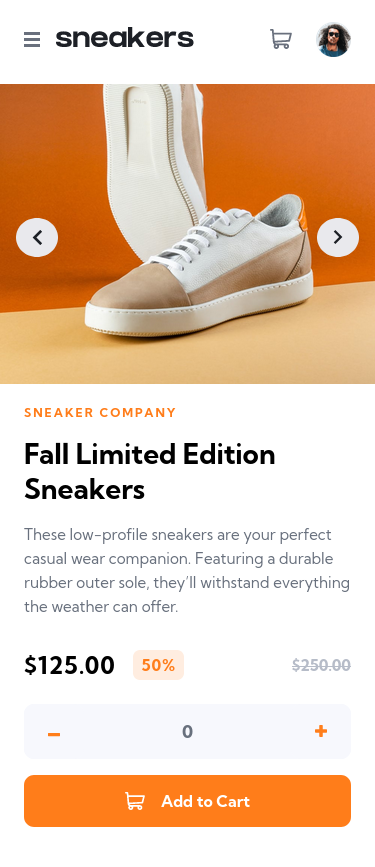 sneakers
SNEAKER COMPANY
Fall Limited Edition
Sneakers
These low-profile sneakers are your perfect
casual wear companion. Featuring a durable
rubber outer sole, they’ll withstand everything
the weather can offer.
$125.00 50% $250.00
– 0 +
Add to Cart